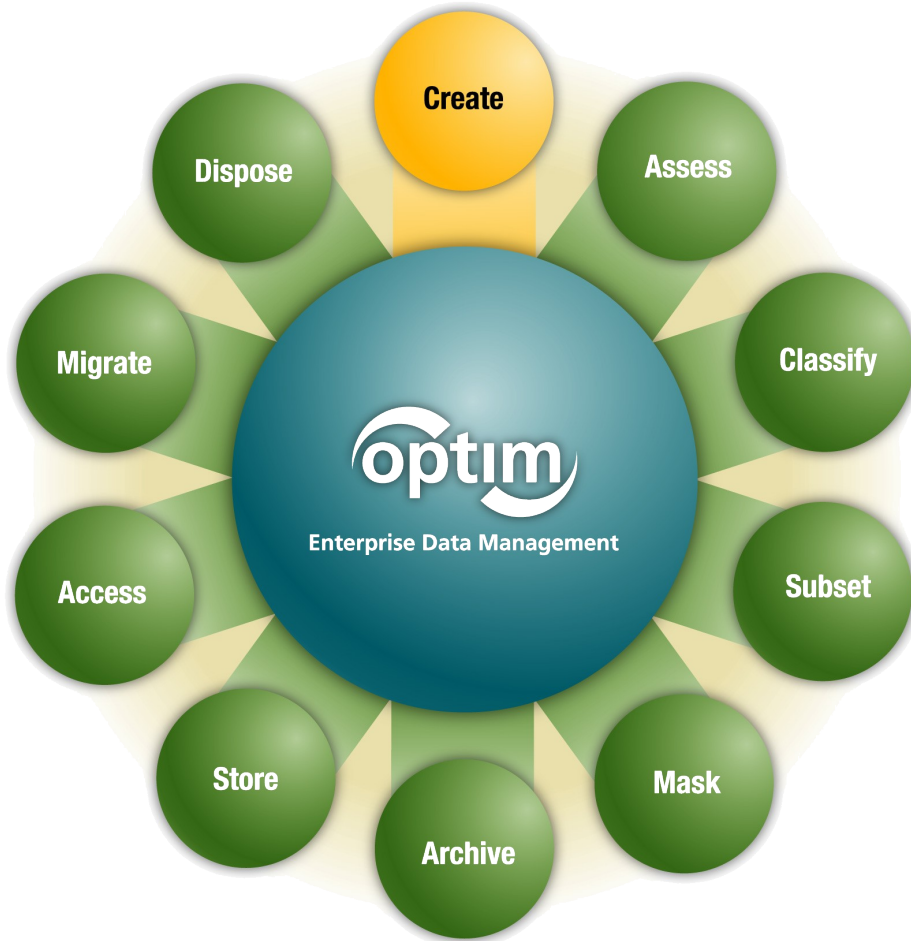 Create
Assess
Classify
Subset
Mask
Archive
Store
Access
Migrate
Dispose
optim
Enterprise Data Management